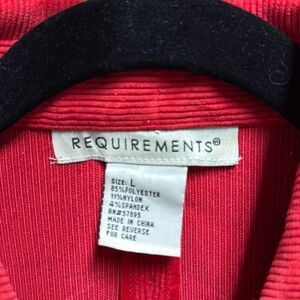 REQUIREMENTS®
SIZE: L
85%POLYESTER
11%NYLON
4%SPANDEX
RN#57895
MADE IN CHINA
SEE REVERSE
FOR CARE